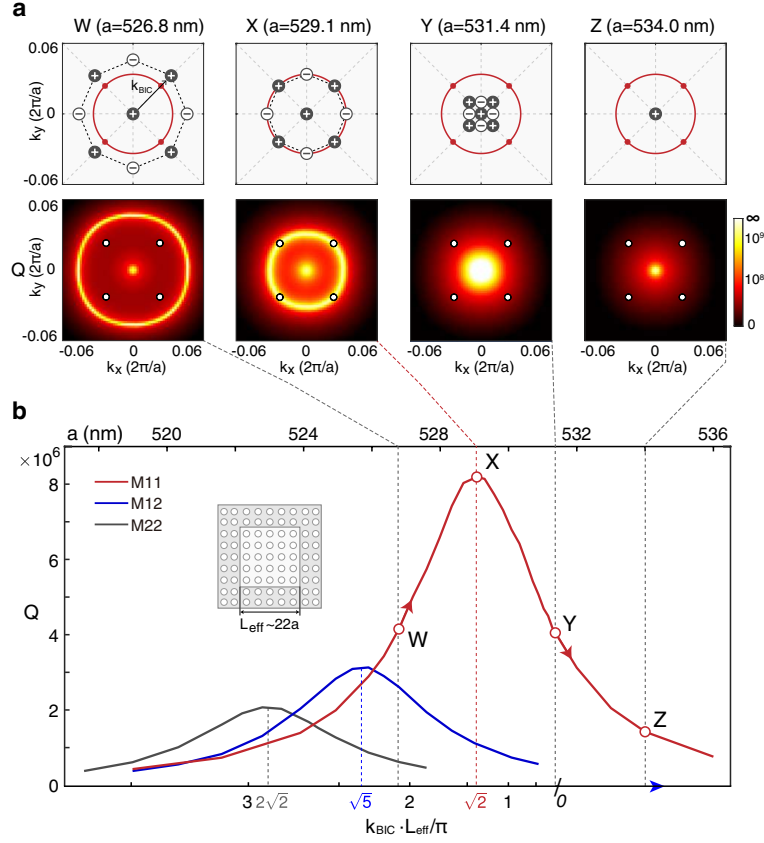 a
W (a=526.8 nm) X (a=529.1 nm) Y (a=531.4 nm) Z (a=534.0 nm)
0.06
ky (2π/a)
0
-0.06
k_BIC
+ −
0.06
Q
ky (2π/a)
0
-0.06
-0.06 0 0.06 -0.06 0 0.06 -0.06 0 0.06 -0.06 0 0.06
kx (2π/a) kx (2π/a) kx (2π/a) kx (2π/a)
∞
10⁹
10⁸
0
b
a (nm) 520 524 528 532 536
×10⁶
8
6
4
2
0
Q
M11
M12
M22
L_eff~22a
W
X
Y
Z
3 2√2 √5 2 √2 1 0
k_BIC · L_eff/π